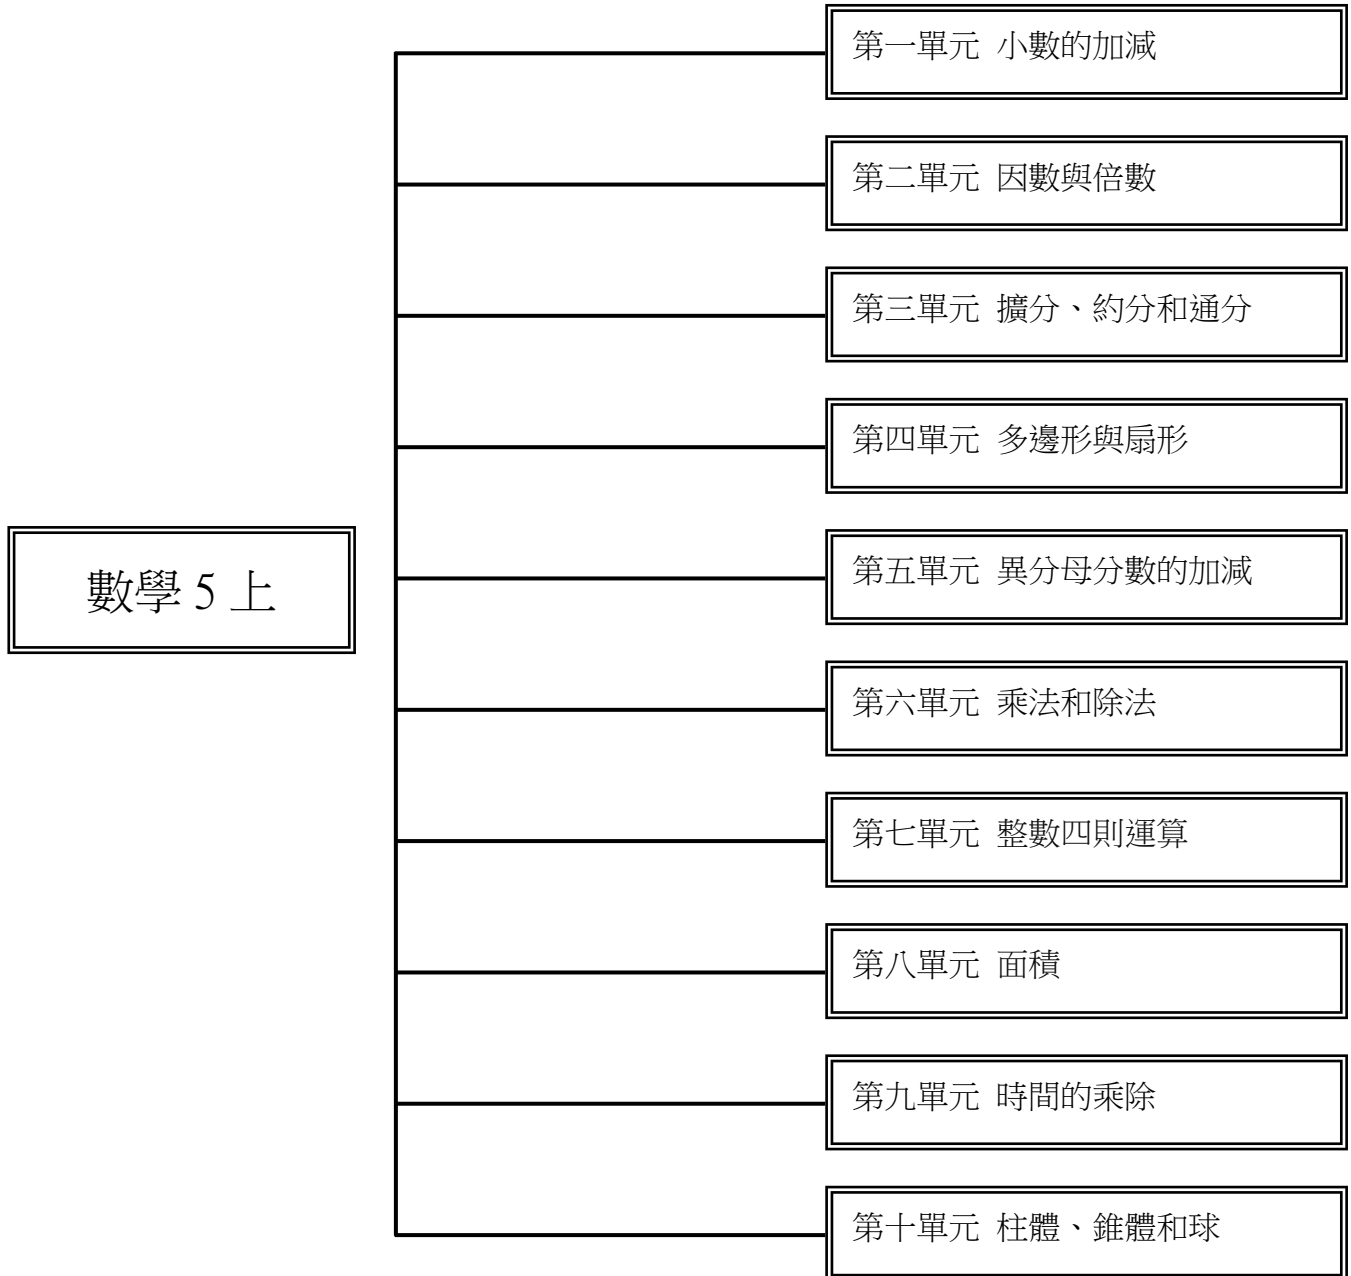 第一單元 小數的加減
第二單元 因數與倍數
第三單元 擴分、約分和通分
第四單元 多邊形與扇形
數學 5 上
第五單元 異分母分數的加減
第六單元 乘法和除法
第七單元 整數四則運算
第八單元 面積
第九單元 時間的乘除
第十單元 柱體、錐體和球